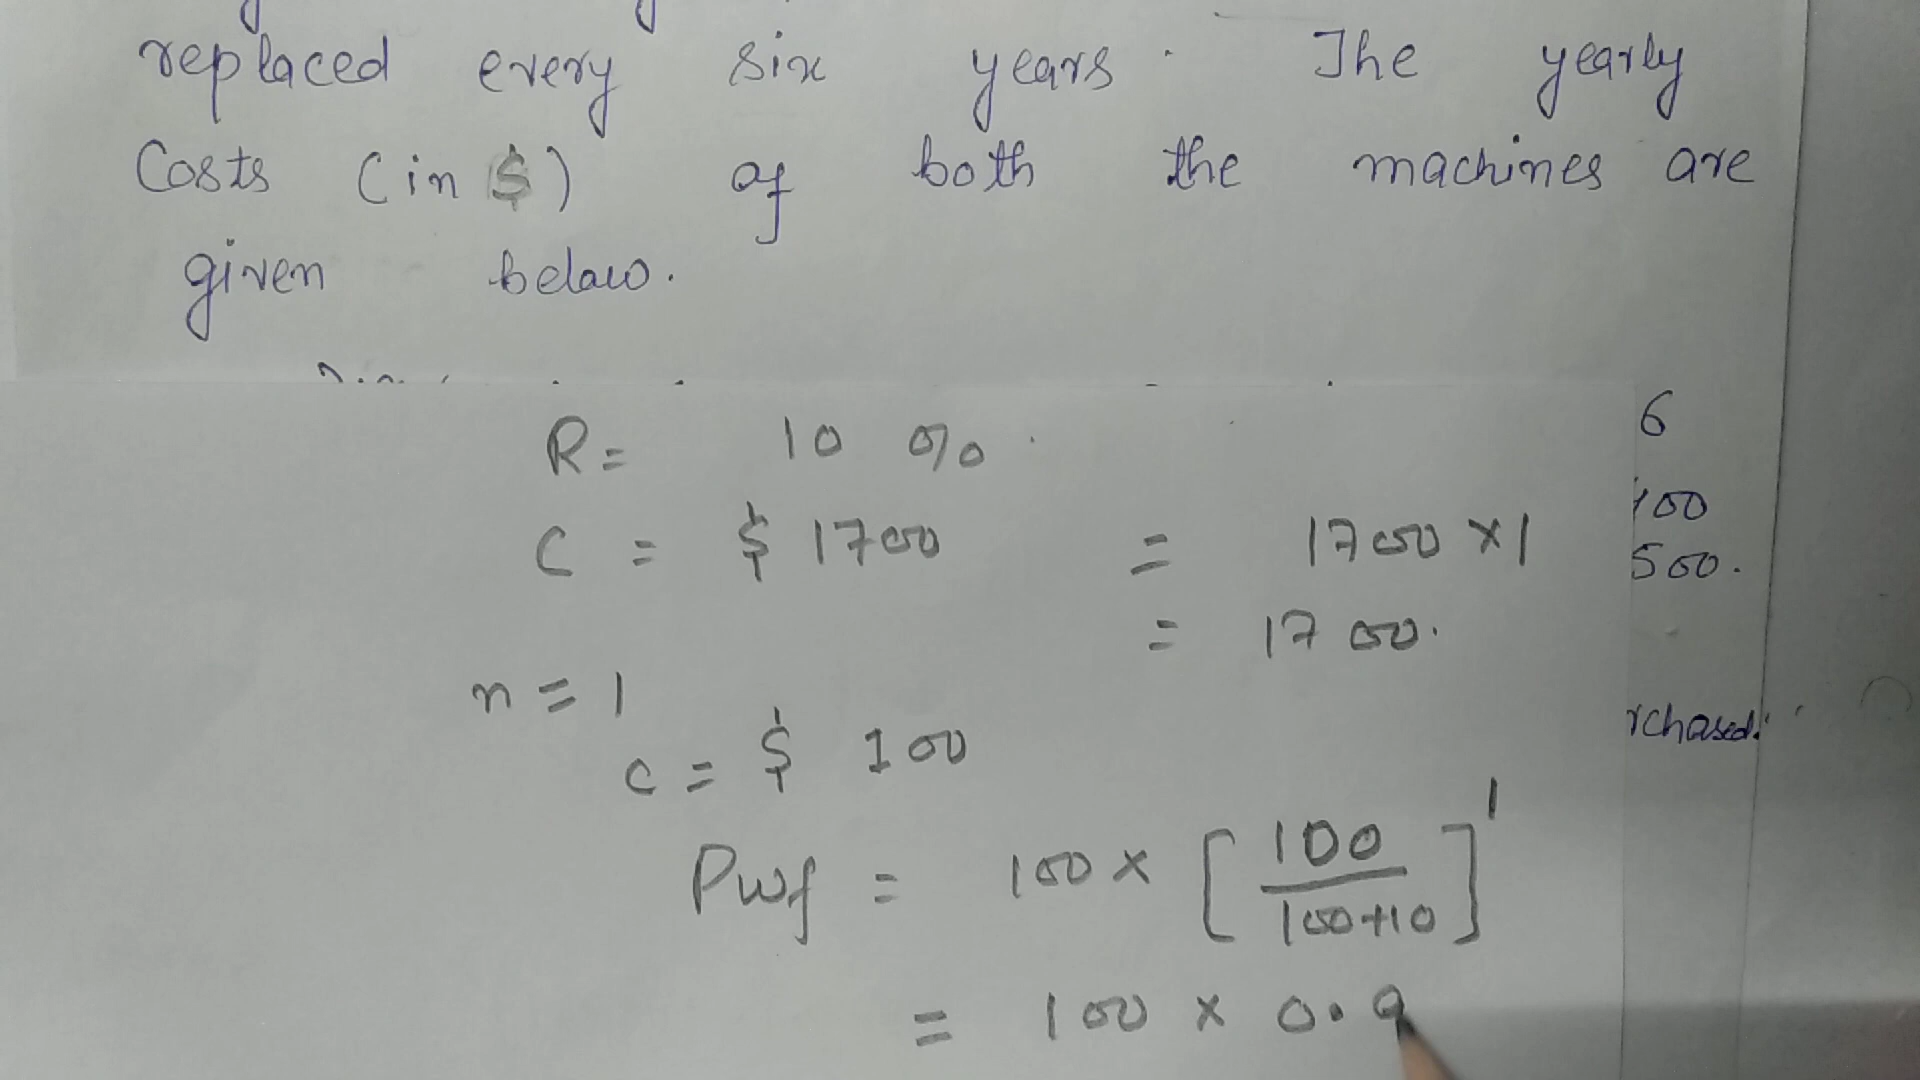 replaced every six years. The yearly
Costs (in $) of both the machines are
given below.
6
R = 10 %
100
C = $ 1700 = 1700 x 1
500.
= 1700.
n = 1
rchased.
C = $ 100
Pwf = 100 x [100/100+10]^1
= 100 x 0.9